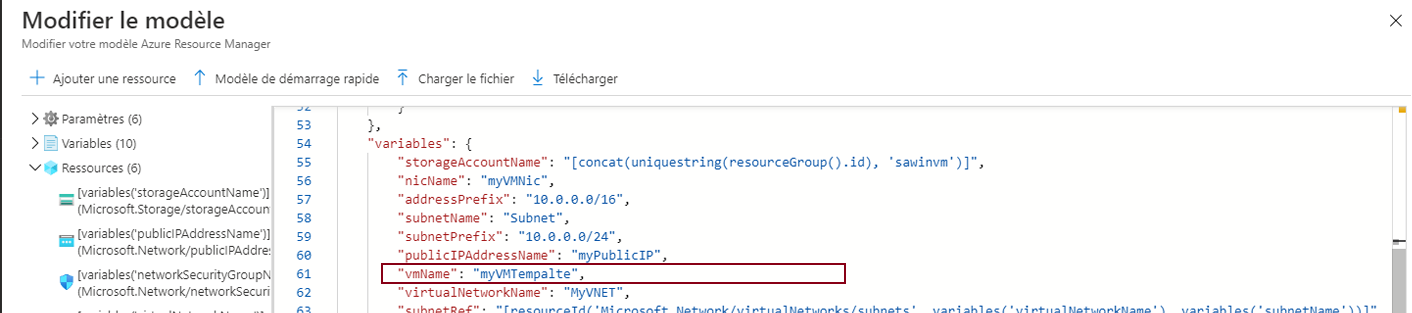 Modifier le modèle
Modifier votre modèle Azure Resource Manager
Ajouter une ressource Modèle de démarrage rapide Charger le fichier Télécharger
Paramètres (6)
Variables (10)
Ressources (6)
[variables('storageAccountName')]
(Microsoft.Storage/storageAccoun
[variables('publicIPAddressName')]
(Microsoft.Network/publicIPAddre
[variables('networkSecurityGroupN
(Microsoft.Network/networkSecuri
52 }
53 },
54 "variables": {
55 "storageAccountName": "[concat(uniquestring(resourceGroup().id), 'sawinvm')]",
56 "nicName": "myVMNic",
57 "addressPrefix": "10.0.0.0/16",
58 "subnetName": "Subnet",
59 "subnetPrefix": "10.0.0.0/24",
60 "publicIPAddressName": "myPublicIP",
61 "vmName": "myVMTempalte",
62 "virtualNetworkName": "MyVNET",
63 "subnetRef": "[resourceId('Microsoft.Network/virtualNetworks/subnets', variables('virtualNetworkName'), variables('subnetName'))]"